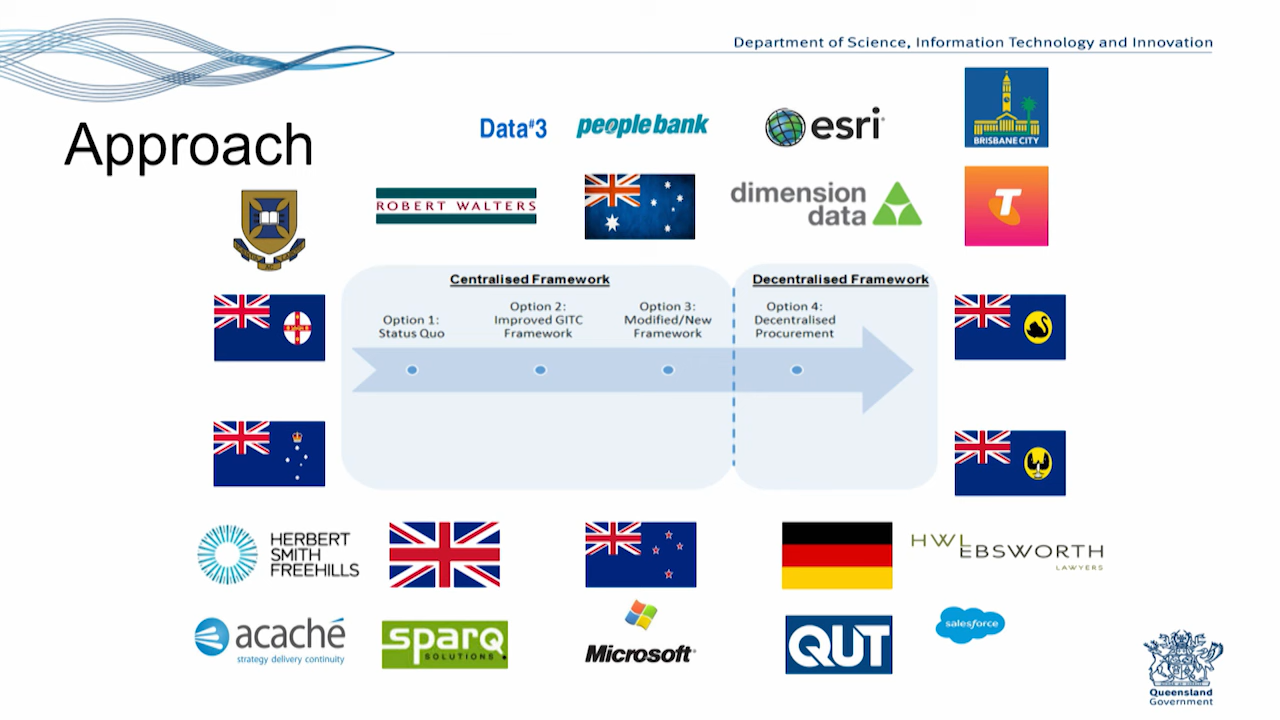 Department of Science, Information Technology and Innovation
Approach
Data#3
peoplebank
esri
BRISBANE CITY
ROBERT WALTERS
dimension
data
T
Centralised Framework
Decentralised Framework
Option 1:
Status Quo
Option 2:
Improved GITC
Framework
Option 3:
Modified/New
Framework
Option 4:
Decentralised
Procurement
HERBERT
SMITH
FREEHILLS
HWL
EBSWORTH
LAWYERS
acaché
strategy delivery continuity
sparq
SOLUTIONS
Microsoft
QUT
salesforce
Queensland
Government